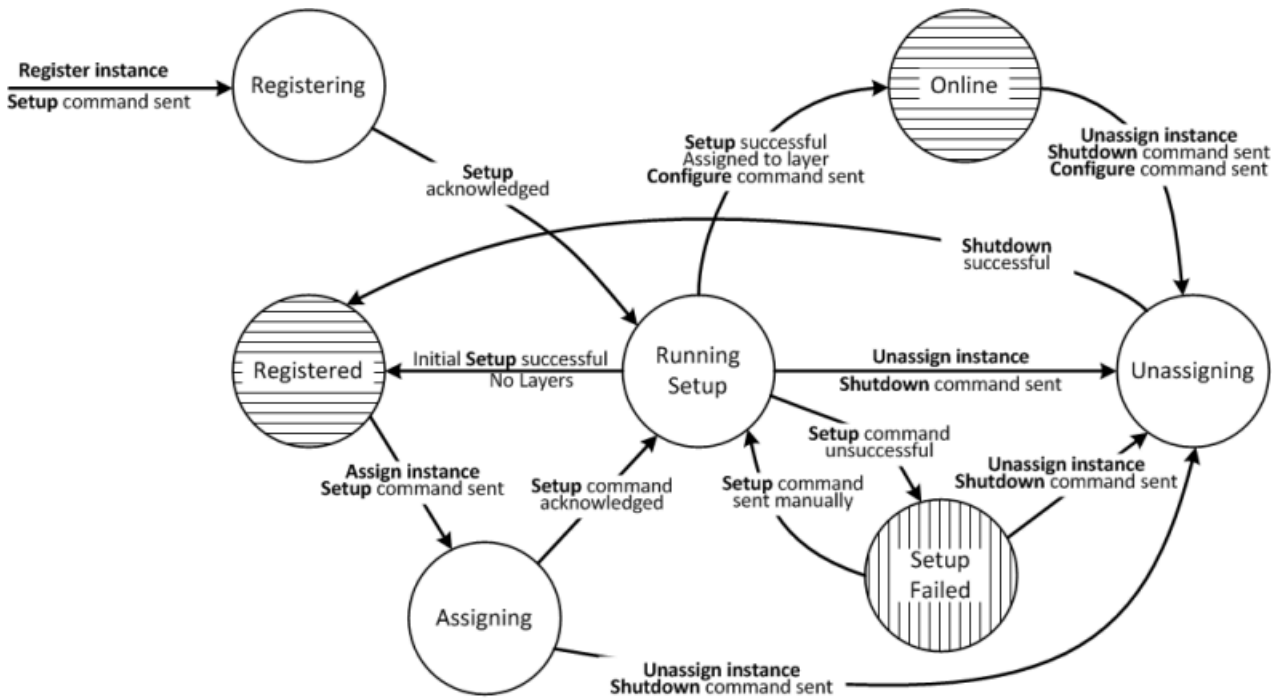 Register instance
Setup command sent
Registering
Online
Setup
acknowledged
Setup successful
Assigned to layer
Configure command sent
Unassign instance
Shutdown command sent
Configure command sent
Shutdown
successful
Registered
Initial Setup successful
No Layers
Running
Setup
Unassign instance
Shutdown command sent
Unassigning
Setup command
unsuccessful
Assign instance
Setup command sent
Setup command
acknowledged
Setup command
sent manually
Unassign instance
Shutdown command sent
Setup
Failed
Assigning
Unassign instance
Shutdown command sent